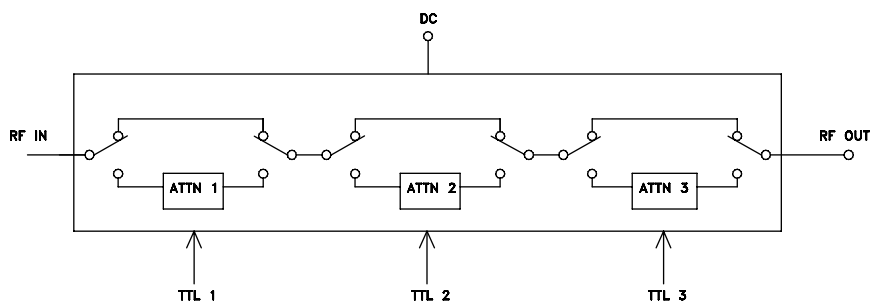 DC
RF IN
RF OUT
ATTN 1
ATTN 2
ATTN 3
TTL 1
TTL 2
TTL 3